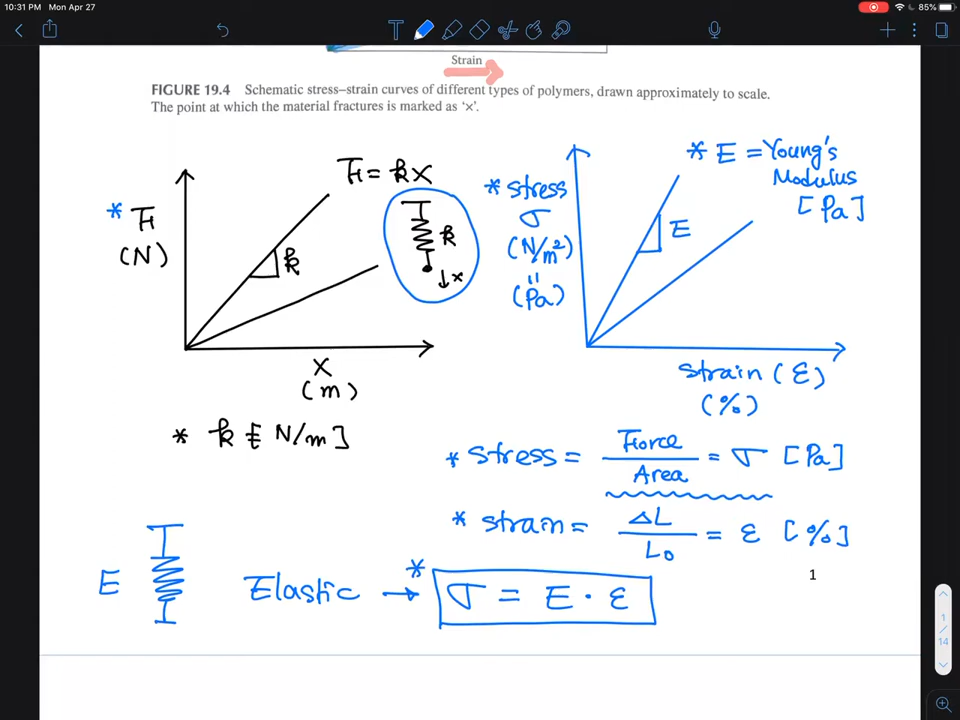 10:31 PM Mon Apr 27
85%
Strain
FIGURE 19.4 Schematic stress–strain curves of different types of polymers, drawn approximately to scale.
The point at which the material fractures is marked as ‘×’.
F = kx
* F
(N)
k
k
↓x
x
(m)
* k [N/m]
* E = Young's
Modulus
[Pa]
* stress
σ
(N/m²)
=
(Pa)
E
strain (ε)
(%)
* stress = Force / Area = σ [Pa]
* strain = ΔL / L₀ = ε [%]
1
E
Elastic → * σ = E · ε
1
/
14